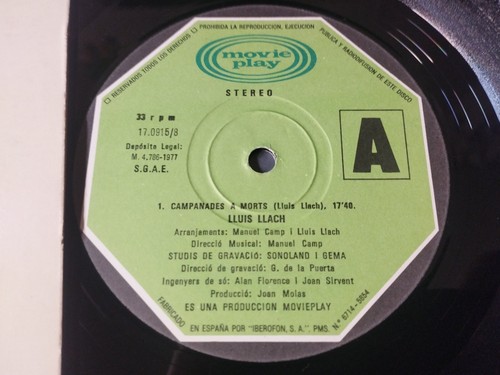 RESERVADOS TODOS LOS DERECHOS
PROHIBIDA LA REPRODUCCION, EJECUCION
PUBLICA Y RADIODIFUSION DE ESTE DISCO
movie
play
STEREO
33 rpm
17.0915/8
Depósito Legal:
M. 4.786-1977
S.G.A.E.
A
1. CAMPANADES A MORTS (Lluis Llach), 17'40.
LLUIS LLACH
Arranjaments: Manuel Camp i Lluis Llach
Direcció Musical: Manuel Camp
STUDIS DE GRAVACIÓ: SONOLAND I GEMA
Direcció de gravació: G. de la Puerta
Ingenyers de só: Alan Florence i Joan Sirvent
Producció: Joan Molas
ES UNA PRODUCCION MOVIEPLAY
FABRICADO
EN ESPAÑA POR "IBEROFON, S.A.". PMS.
N.º 6714-5804